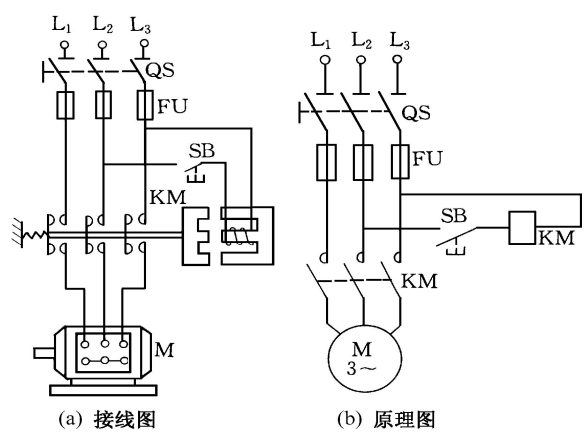 L₁ L₂ L₃
QS
FU
SB
KM
M
(a) 接线图
L₁ L₂ L₃
QS
FU
SB
KM
KM
M
3～
(b) 原理图